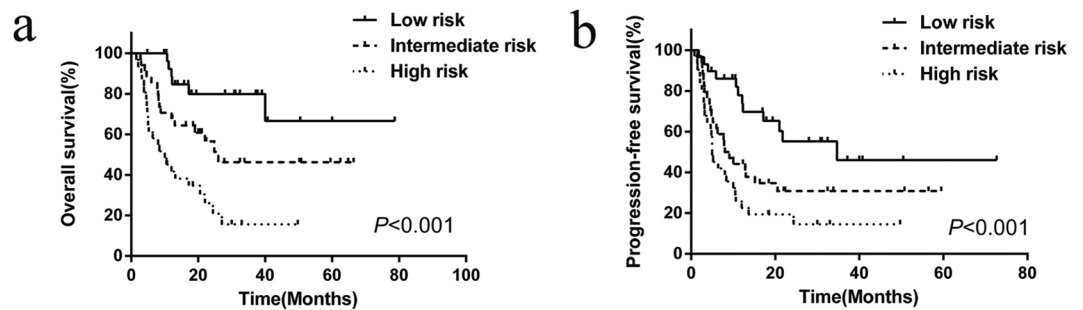 a
Low risk
Intermediate risk
High risk
Overall survival(%)
100
80
60
40
20
0
P<0.001
0 20 40 60 80 100
Time(Months)
b
Low risk
Intermediate risk
High risk
Progression-free survival(%)
100
80
60
40
20
0
P<0.001
0 20 40 60 80
Time(Months)